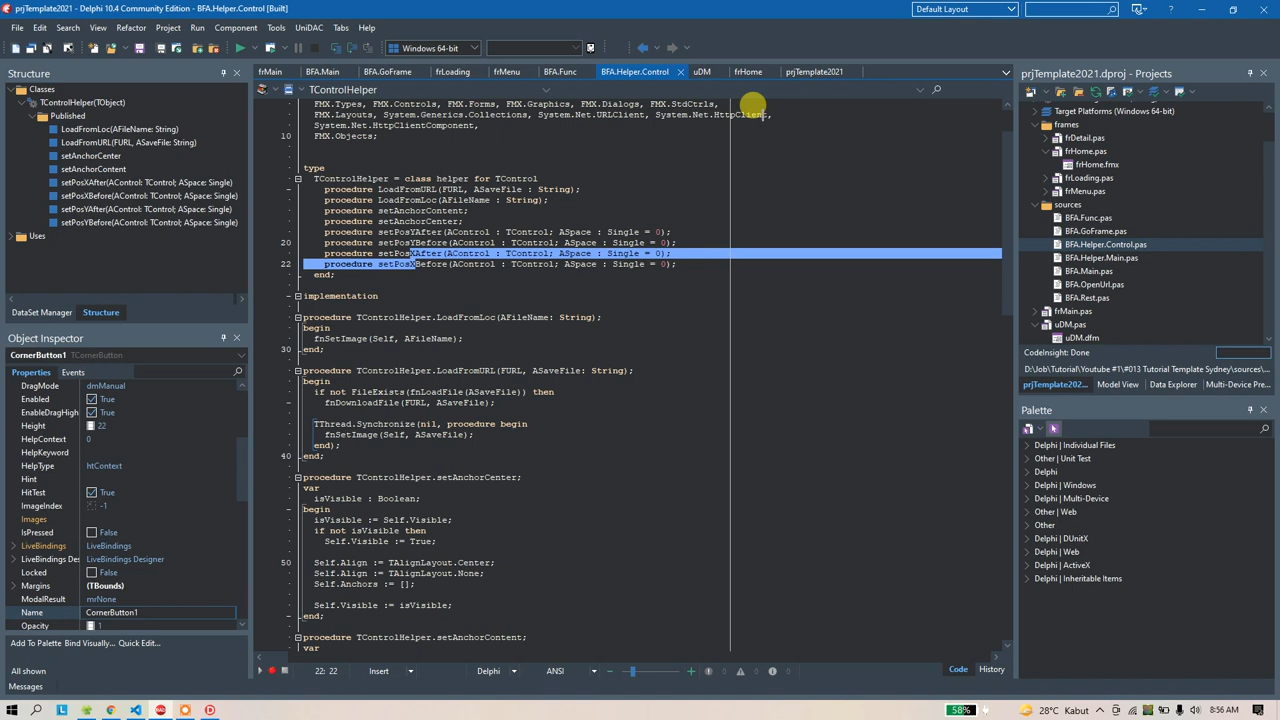 prjTemplate2021 - Delphi 10.4 Community Edition - BFA.Helper.Control [Built]
Default Layout
File Edit Search View Refactor Project Run Component Tools UniDAC Tabs Help
Windows 64-bit
Structure
Classes
TControlHelper(TObject)
Published
LoadFromLoc(AFileName: String)
LoadFromURL(FURL, ASaveFile: String)
setAnchorCenter
setAnchorContent
setPosXAfter(AControl: TControl; ASpace: Single)
setPosXBefore(AControl: TControl; ASpace: Single)
setPosYAfter(AControl: TControl; ASpace: Single)
setPosYBefore(AControl: TControl; ASpace: Single)
Uses
DataSet Manager Structure
Object Inspector
CornerButton1 TCornerButton
Properties Events
DragMode dmManual
Enabled True
EnableDragHigh True
Height 22
HelpContext 0
HelpKeyword
HelpType htContext
Hint
HitTest True
ImageIndex -1
Images
IsPressed False
LiveBindings LiveBindings
LiveBindings Des LiveBindings Designer
Locked False
Margins (TBounds)
ModalResult mrNone
Name CornerButton1
Opacity 1
Add To Palette Bind Visually... Quick Edit...
All shown
Messages
frMain BFA.Main BFA.GoFrame frLoading frMenu BFA.Func BFA.Helper.Control uDM frHome prjTemplate2021
TControlHelper
FMX.Types, FMX.Controls, FMX.Forms, FMX.Graphics, FMX.Dialogs, FMX.StdCtrls,
FMX.Layouts, System.Generics.Collections, System.Net.URLClient, System.Net.HttpClient,
System.Net.HttpClientComponent,
10 FMX.Objects;
type
TControlHelper = class helper for TControl
procedure LoadFromURL(FURL, ASaveFile : String);
procedure LoadFromLoc(AFileName : String);
procedure setAnchorContent;
procedure setAnchorCenter;
procedure setPosYAfter(AControl : TControl; ASpace : Single = 0);
20 procedure setPosYBefore(AControl : TControl; ASpace : Single = 0);
procedure setPosXAfter(AControl : TControl; ASpace : Single = 0);
22 procedure setPosXBefore(AControl : TControl; ASpace : Single = 0);
end;
implementation
procedure TControlHelper.LoadFromLoc(AFileName: String);
begin
fnSetImage(Self, AFileName);
30 end;
procedure TControlHelper.LoadFromURL(FURL, ASaveFile: String);
begin
if not FileExists(fnLoadFile(ASaveFile)) then
fnDownloadFile(FURL, ASaveFile);
TThread.Synchronize(nil, procedure begin
fnSetImage(Self, ASaveFile);
end);
40 end;
procedure TControlHelper.setAnchorCenter;
var
isVisible : Boolean;
begin
isVisible := Self.Visible;
if not isVisible then
Self.Visible := True;
50 Self.Align := TAlignLayout.Center;
Self.Align := TAlignLayout.None;
Self.Anchors := [];
Self.Visible := isVisible;
end;
procedure TControlHelper.setAnchorContent;
var
22: 22 Insert Delphi ANSI Code History
prjTemplate2021.dproj - Projects
Target Platforms (Windows 64-bit)
frames
frDetail.pas
frHome.pas
frHome.fmx
frLoading.pas
frMenu.pas
sources
BFA.Func.pas
BFA.GoFrame.pas
BFA.Helper.Control.pas
BFA.Helper.Main.pas
BFA.Main.pas
BFA.OpenUrl.pas
BFA.Rest.pas
frMain.pas
uDM.pas
uDM.dfm
CodeInsight: Done
D:\Job\Tutorial\Youtube #1\#013 Tutorial Template Sydney\sources\...
prjTemplate202... Model View Data Explorer Multi-Device Pre...
Palette
Delphi | Individual Files
Other | Unit Test
Delphi
Delphi | Windows
Delphi | Multi-Device
Other | Web
Other
Delphi | DUnitX
Delphi | Web
Delphi | ActiveX
Delphi | Inheritable Items
58% 28°C Kabut 8:56 AM